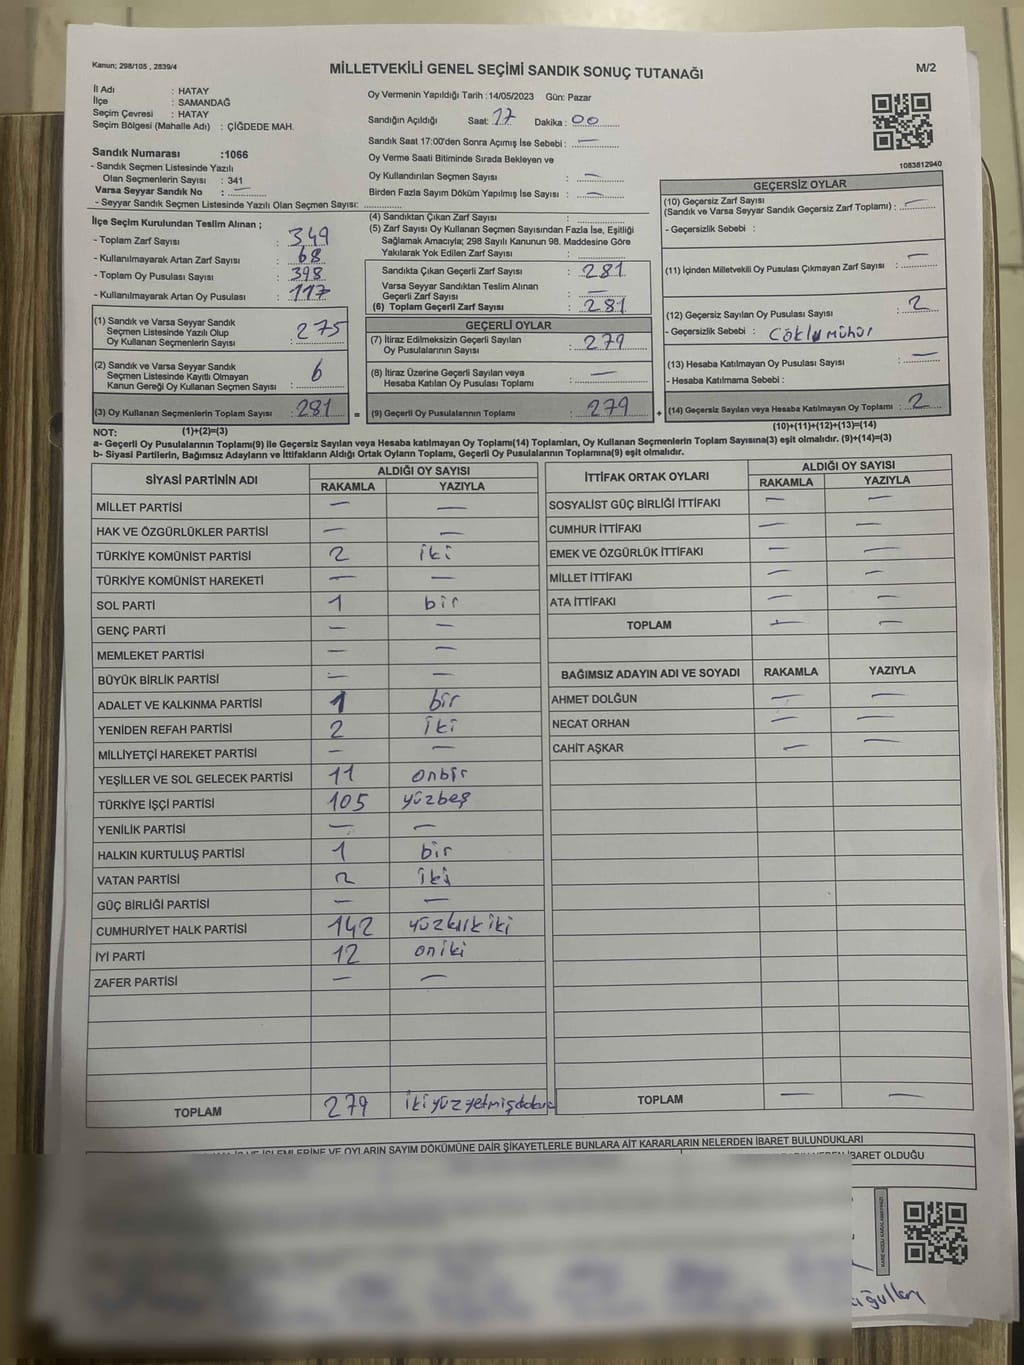 Kanun; 298/105 , 2839/4
MİLLETVEKİLİ GENEL SEÇİMİ SANDIK SONUÇ TUTANAĞI
M/2
İl Adı : HATAY
İlçe : SAMANDAĞ
Seçim Çevresi : HATAY
Seçim Bölgesi (Mahalle Adı) : ÇİĞDEDE MAH.
Sandık Numarası :1066
- Sandık Seçmen Listesinde Yazılı
Olan Seçmenlerin Sayısı : 341
Varsa Seyyar Sandık No : —
- Seyyar Sandık Seçmen Listesinde Yazılı Olan Seçmen Sayısı:
Oy Vermenin Yapıldığı Tarih :14/05/2023 Gün: Pazar
Sandığın Açıldığı Saat: 17 Dakika : 00
Sandık Saat 17:00'den Sonra Açımış İse Sebebi : —
Oy Verme Saati Bitiminde Sırada Bekleyen ve
Oy Kullandırılan Seçmen Sayısı : —
Birden Fazla Sayım Döküm Yapılmış İse Sayısı : —
1083812940
İlçe Seçim Kurulundan Teslim Alınan ;
- Toplam Zarf Sayısı : 349
- Kullanılmayarak Artan Zarf Sayısı : 68
- Toplam Oy Pusulası Sayısı : 398
- Kullanılmayarak Artan Oy Pusulası : 117
(1) Sandık ve Varsa Seyyar Sandık
Seçmen Listesinde Yazılı Olup
Oy Kullanan Seçmenlerin Sayısı : 275
(2) Sandık ve Varsa Seyyar Sandık
Seçmen Listesinde Kayıtlı Olmayan
Kanun Gereği Oy Kullanan Seçmen Sayısı : 6
(3) Oy Kullanan Seçmenlerin Toplam Sayısı : 281 =
(4) Sandıktan Çıkan Zarf Sayısı :
(5) Zarf Sayısı Oy Kullanan Seçmen Sayısından Fazla İse, Eşitliği
Sağlamak Amacıyla; 298 Sayılı Kanunun 98. Maddesine Göre
Yakılarak Yok Edilen Zarf Sayısı :
Sandıkta Çıkan Geçerli Zarf Sayısı : 281
Varsa Seyyar Sandıktan Teslim Alınan
Geçerli Zarf Sayısı : —
(6) Toplam Geçerli Zarf Sayısı : 281
GEÇERLİ OYLAR
(7) İtiraz Edilmeksizin Geçerli Sayılan
Oy Pusulalarının Sayısı : 279
(8) İtiraz Üzerine Geçerli Sayılan veya
Hesaba Katılan Oy Pusulası Toplamı : —
(9) Geçerli Oy Pusulalarının Toplamı : 279 +
GEÇERSİZ OYLAR
(10) Geçersiz Zarf Sayısı
(Sandık ve Varsa Seyyar Sandık Geçersiz Zarf Toplamı) : —
- Geçersizlik Sebebi :
(11) İçinden Milletvekili Oy Pusulası Çıkmayan Zarf Sayısı : —
(12) Geçersiz Sayılan Oy Pusulası Sayısı : 2
- Geçersizlik Sebebi : Çoklu mühür
(13) Hesaba Katılmayan Oy Pusulası Sayısı : —
- Hesaba Katılmama Sebebi :
(14) Geçersiz Sayılan veya Hesaba Katılmayan Oy Toplamı : 2
NOT: (1)+(2)=(3) (10)+(11)+(12)+(13)=(14)
a- Geçerli Oy Pusulalarının Toplamı(9) ile Geçersiz Sayılan veya Hesaba katılmayan Oy Toplamı(14) Toplamları, Oy Kullanan Seçmenlerin Toplam Sayısına(3) eşit olmalıdır. (9)+(14)=(3)
b- Siyasi Partilerin, Bağımsız Adayların ve İttifakların Aldığı Ortak Oyların Toplamı, Geçerli Oy Pusulalarının Toplamına(9) eşit olmalıdır.
SİYASİ PARTİNİN ADI ALDIĞI OY SAYISI
RAKAMLA YAZIYLA
MİLLET PARTİSİ — —
HAK VE ÖZGÜRLÜKLER PARTİSİ — —
TÜRKİYE KOMÜNİST PARTİSİ 2 iki
TÜRKİYE KOMÜNİST HAREKETİ — —
SOL PARTİ 1 bir
GENÇ PARTİ — —
MEMLEKET PARTİSİ — —
BÜYÜK BİRLİK PARTİSİ — —
ADALET VE KALKINMA PARTİSİ 1 bir
YENİDEN REFAH PARTİSİ 2 iki
MİLLİYETÇİ HAREKET PARTİSİ — —
YEŞİLLER VE SOL GELECEK PARTİSİ 11 onbir
TÜRKİYE İŞÇİ PARTİSİ 105 yüzbeş
YENİLİK PARTİSİ — —
HALKIN KURTULUŞ PARTİSİ 1 bir
VATAN PARTİSİ 2 iki
GÜÇ BİRLİĞİ PARTİSİ — —
CUMHURİYET HALK PARTİSİ 142 yüzkırkiki
İYİ PARTİ 12 oniki
ZAFER PARTİSİ — —
TOPLAM 279 ikiyüzyetmişdokuz
İTTİFAK ORTAK OYLARI ALDIĞI OY SAYISI
RAKAMLA YAZIYLA
SOSYALİST GÜÇ BİRLİĞİ İTTİFAKI — —
CUMHUR İTTİFAKI — —
EMEK VE ÖZGÜRLÜK İTTİFAKI — —
MİLLET İTTİFAKI — —
ATA İTTİFAKI — —
TOPLAM — —
BAĞIMSIZ ADAYIN ADI VE SOYADI RAKAMLA YAZIYLA
AHMET DOLĞUN — —
NECAT ORHAN — —
CAHİT AŞKAR — —
TOPLAM — —
İŞLEMLERİNE VE OYLARIN SAYIM DÖKÜMÜNE DAİR ŞİKAYETLERLE BUNLARA AİT KARARLARIN NELERDEN İBARET BULUNDUKLARI
İBARET OLDUĞU